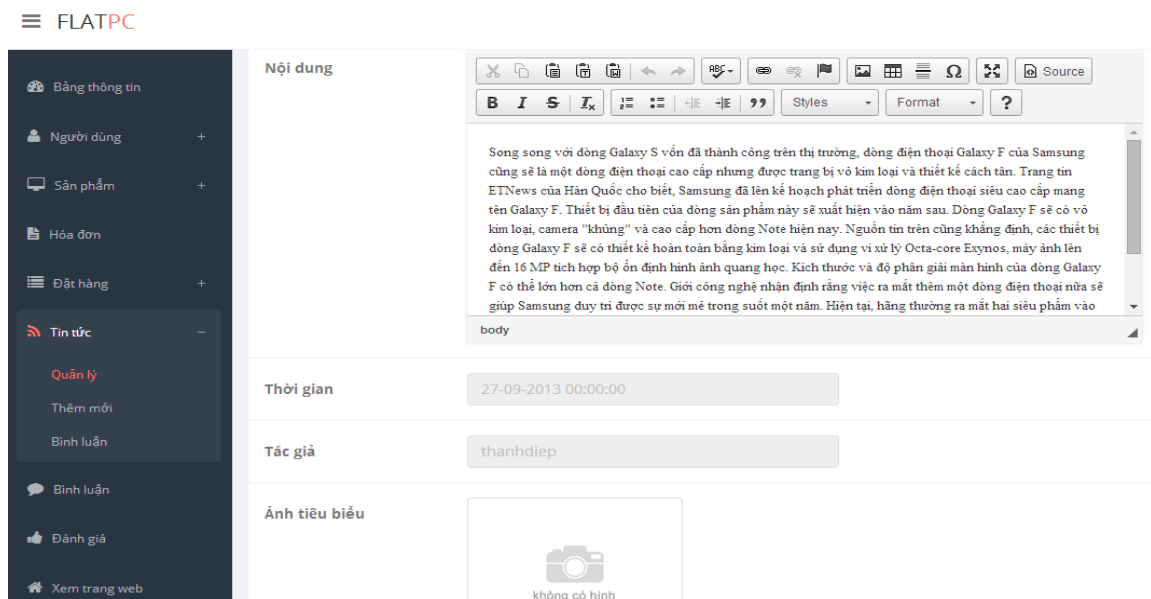 FLATPC
Bảng thông tin
Người dùng +
Sản phẩm +
Hóa đơn
Đặt hàng +
Tin tức −
Quản lý
Thêm mới
Bình luận
Bình luận
Đánh giá
Xem trang web
Nội dung
ABC
Source
B I S Ix
Styles
Format
?
Song song với dòng Galaxy S vốn đã thành công trên thị trường, dòng điện thoại Galaxy F của Samsung
cũng sẽ là một dòng điện thoại cao cấp nhưng được trang bị vỏ kim loại và thiết kế cách tân. Trang tin
ETNews của Hàn Quốc cho biết, Samsung đã lên kế hoạch phát triển dòng điện thoại siêu cao cấp mang
tên Galaxy F. Thiết bị đầu tiên của dòng sản phẩm này sẽ xuất hiện vào năm sau. Dòng Galaxy F sẽ có vỏ
kim loại, camera "khủng" và cao cấp hơn dòng Note hiện nay. Nguồn tin trên cũng khẳng định, các thiết bị
dòng Galaxy F sẽ có thiết kế hoàn toàn bằng kim loại và sử dụng vi xử lý Octa-core Exynos, máy ảnh lên
đến 16 MP tích hợp bộ ổn định hình ảnh quang học. Kích thước và độ phân giải màn hình của dòng Galaxy
F có thể lớn hơn cả dòng Note. Giới công nghệ nhận định rằng việc ra mắt thêm một dòng điện thoại nữa sẽ
giúp Samsung duy trì được sự mới mẻ trong suốt một năm. Hiện tại, hãng thường ra mắt hai siêu phẩm vào
body
Thời gian
27-09-2013 00:00:00
Tác giả
thanhdiep
Ảnh tiêu biểu
không có hình